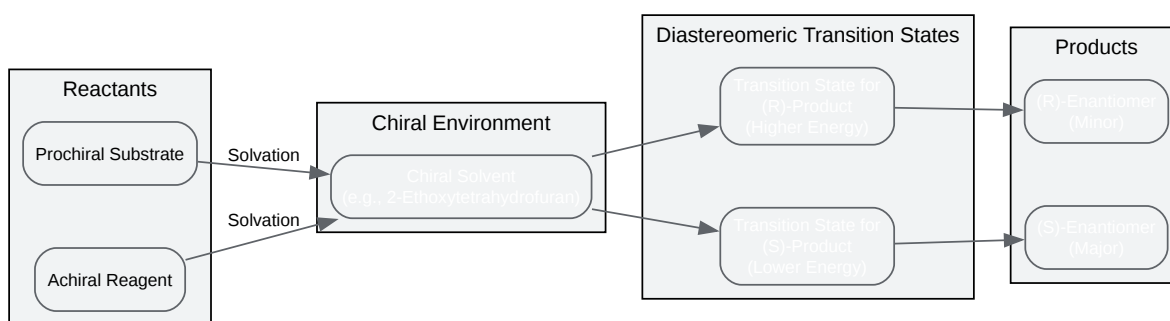 Reactants
Prochiral Substrate
Achiral Reagent
Solvation
Solvation
Chiral Environment
Chiral Solvent
(e.g., 2-Ethoxytetrahydrofuran)
Diastereomeric Transition States
Transition State for
(R)-Product
(Higher Energy)
Transition State for
(S)-Product
(Lower Energy)
Products
(R)-Enantiomer
(Minor)
(S)-Enantiomer
(Major)